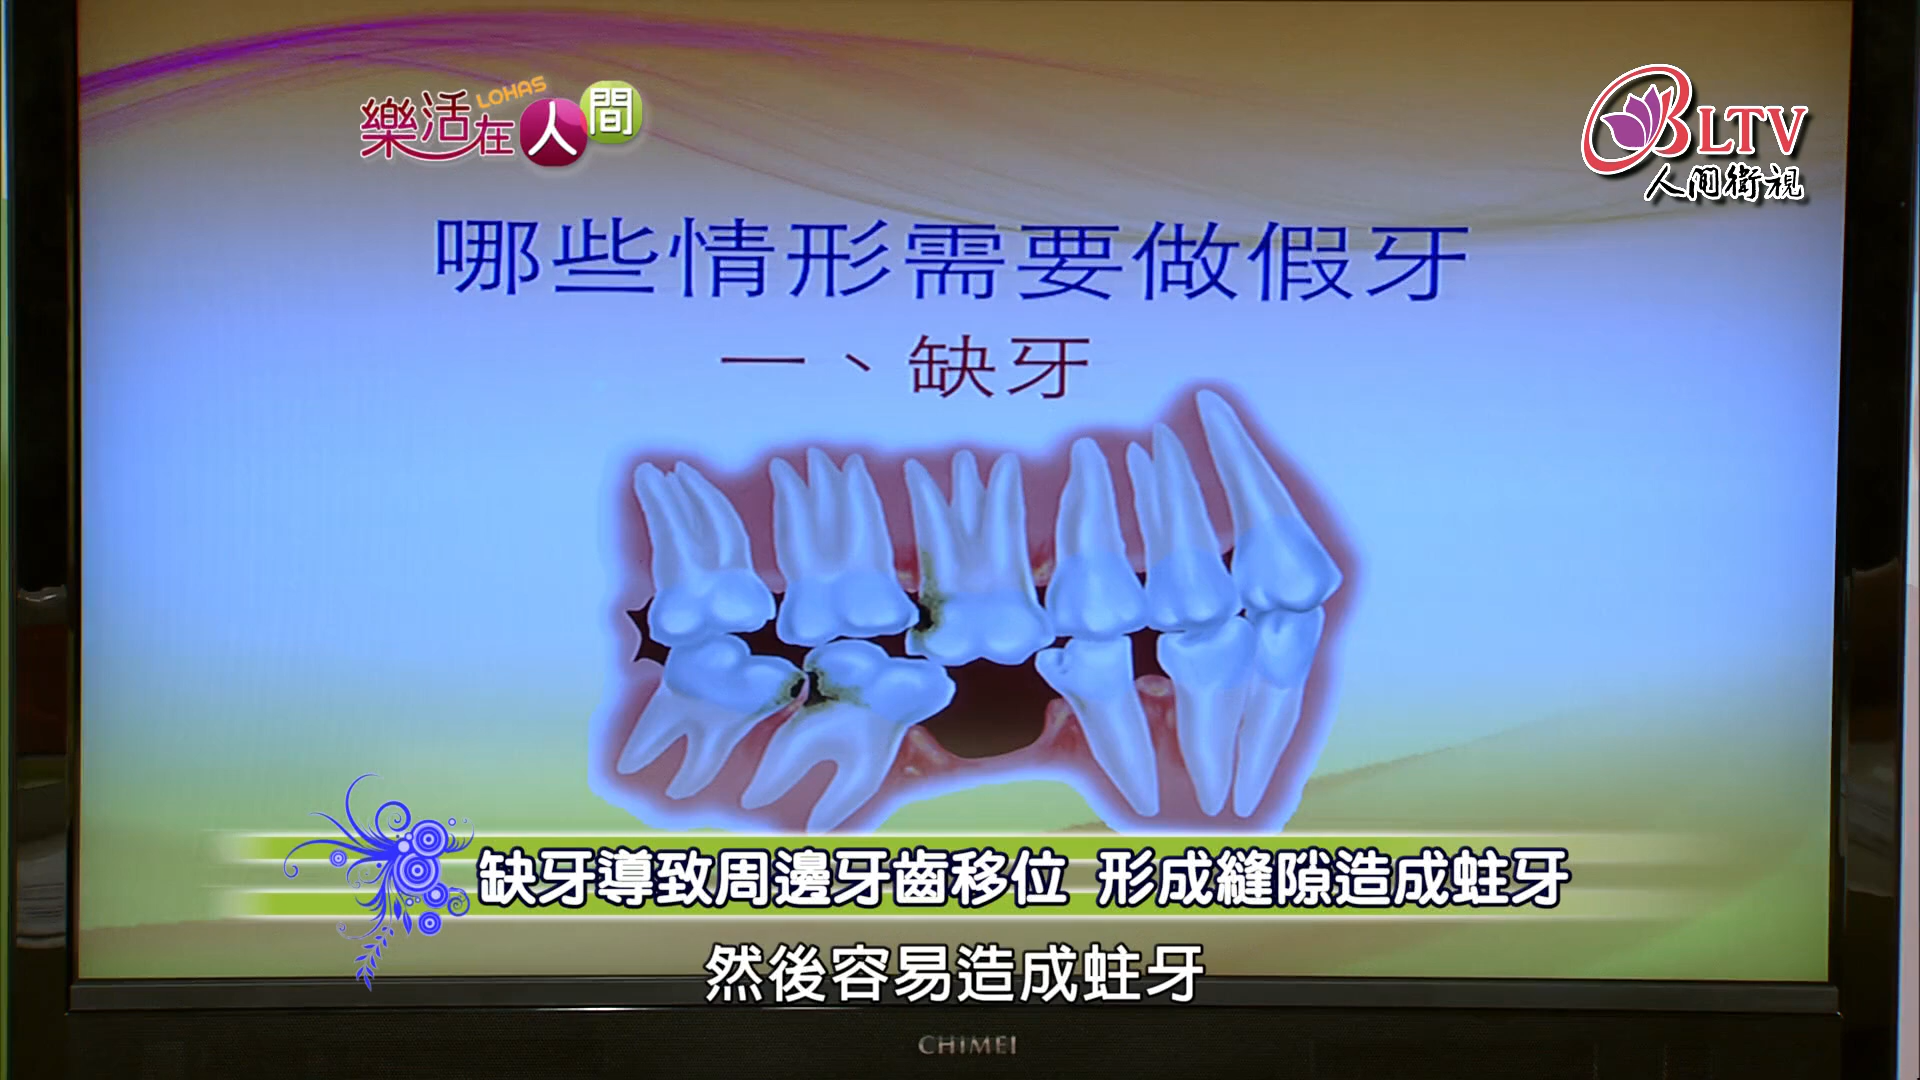 樂活在人間
LOHAS
BLTV
人間衛視
哪些情形需要做假牙
一、缺牙
缺牙導致周邊牙齒移位 形成縫隙造成蛀牙
然後容易造成蛀牙
CHIMEI